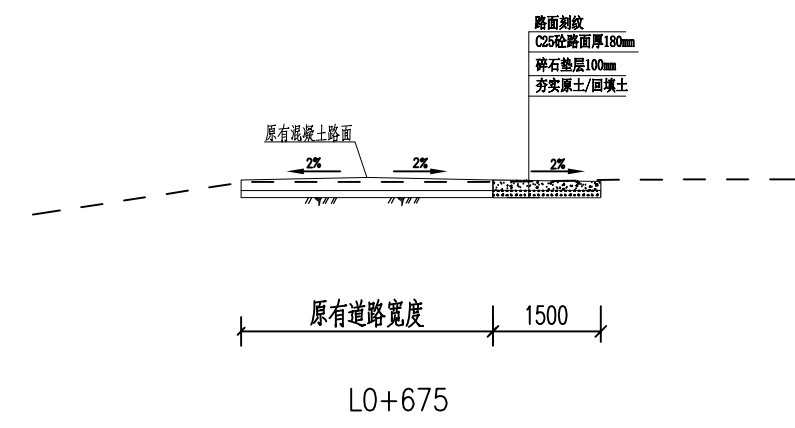 路面刻纹
C25砼路面厚180mm
碎石垫层100mm
夯实原土/回填土
原有混凝土路面
2% 2% 2%
原有道路宽度 1500
L0+675